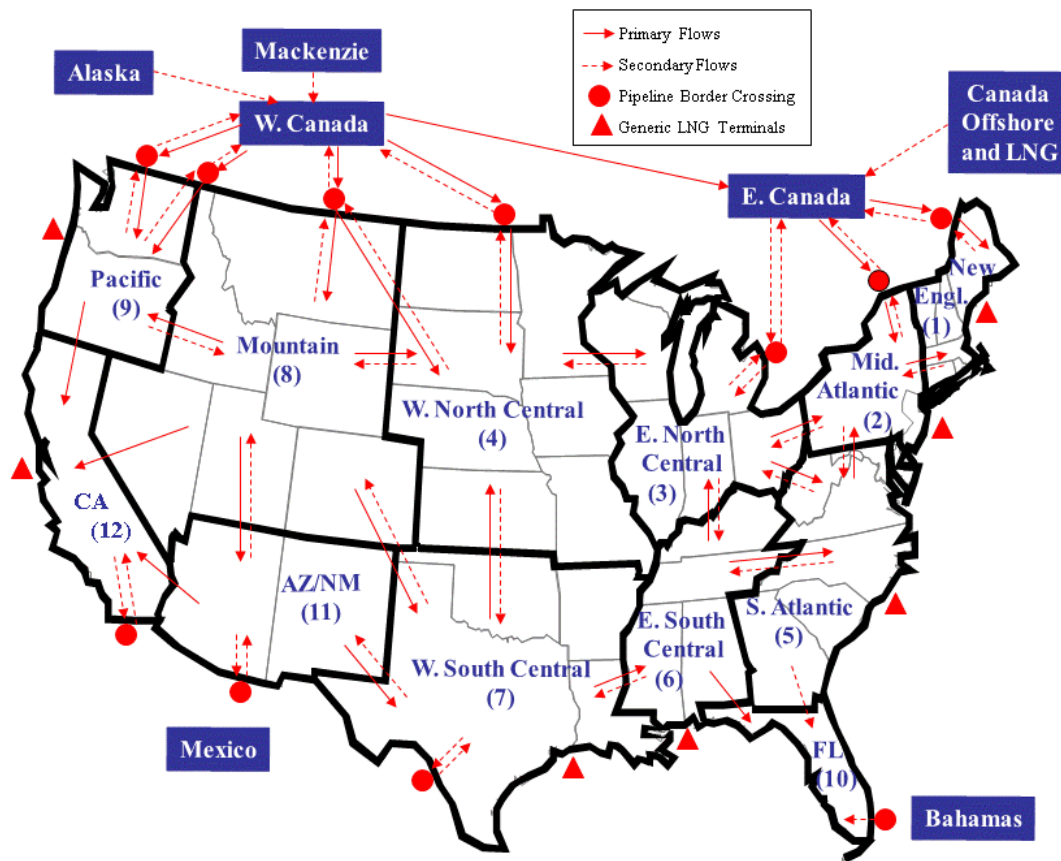 Primary Flows
Secondary Flows
Pipeline Border Crossing
Generic LNG Terminals
Mackenzie
Alaska
W. Canada
Canada
Offshore
and LNG
E. Canada
New
Engl.
(1)
Pacific
(9)
Mountain
(8)
Mid.
Atlantic
(2)
W. North Central
(4)
E. North
Central
(3)
CA
(12)
AZ/NM
(11)
S. Atlantic
(5)
E. South
Central
(6)
W. South Central
(7)
Mexico
FL
(10)
Bahamas